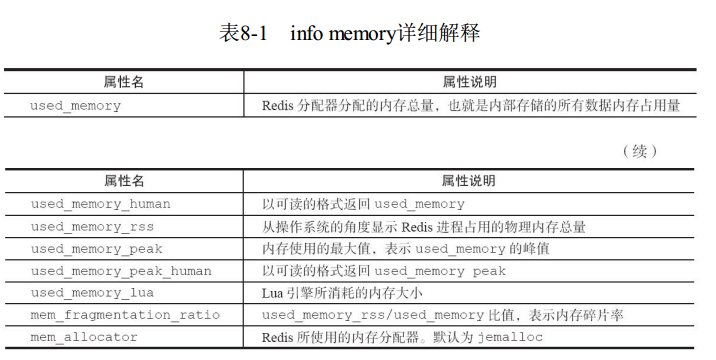 表8-1 info memory详细解释
属性名 属性说明
used_memory Redis 分配器分配的内存总量，也就是内部存储的所有数据内存占用量
（续）
属性名 属性说明
used_memory_human 以可读的格式返回 used_memory
used_memory_rss 从操作系统的角度显示 Redis 进程占用的物理内存总量
used_memory_peak 内存使用的最大值，表示 used_memory 的峰值
used_memory_peak_human 以可读的格式返回 used_memory peak
used_memory_lua Lua 引擎所消耗的内存大小
mem_fragmentation_ratio used_memory_rss/used_memory 比值，表示内存碎片率
mem_allocator Redis 所使用的内存分配器。默认为 jemalloc